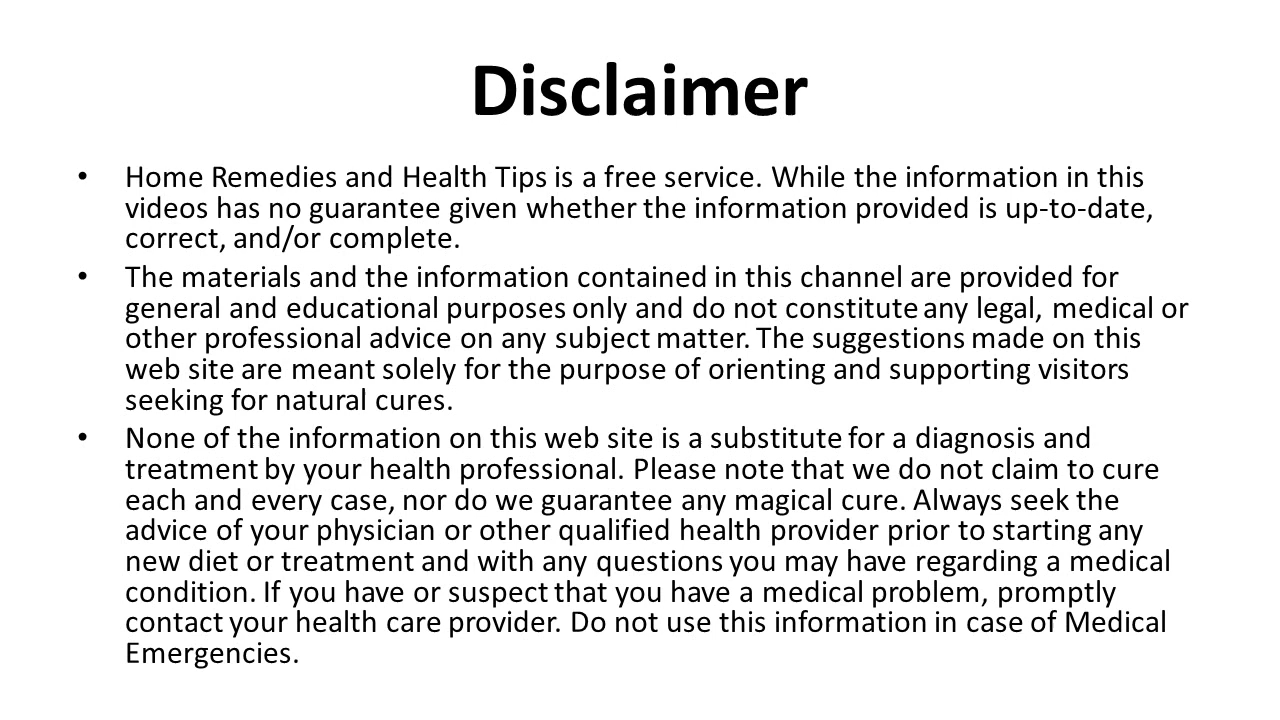 Disclaimer
• Home Remedies and Health Tips is a free service. While the information in this
videos has no guarantee given whether the information provided is up-to-date,
correct, and/or complete.
• The materials and the information contained in this channel are provided for
general and educational purposes only and do not constitute any legal, medical or
other professional advice on any subject matter. The suggestions made on this
web site are meant solely for the purpose of orienting and supporting visitors
seeking for natural cures.
• None of the information on this web site is a substitute for a diagnosis and
treatment by your health professional. Please note that we do not claim to cure
each and every case, nor do we guarantee any magical cure. Always seek the
advice of your physician or other qualified health provider prior to starting any
new diet or treatment and with any questions you may have regarding a medical
condition. If you have or suspect that you have a medical problem, promptly
contact your health care provider. Do not use this information in case of Medical
Emergencies.